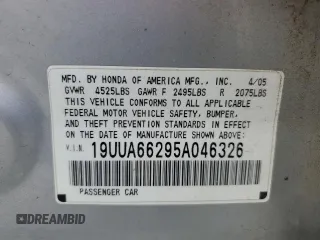 MFD. BY HONDA OF AMERICA MFG., INC. 4/05
GVWR 4525LBS GAWR F 2495LBS R 2075LBS
THIS VEHICLE CONFORMS TO ALL APPLICABLE
FEDERAL MOTOR VEHICLE SAFETY, BUMPER,
AND THEFT PREVENTION STANDARDS IN EFFECT
ON THE DATE OF MANUFACTURE SHOWN ABOVE.
V.I.N. 19UUA66295A046326
PASSENGER CAR
DREAMBID